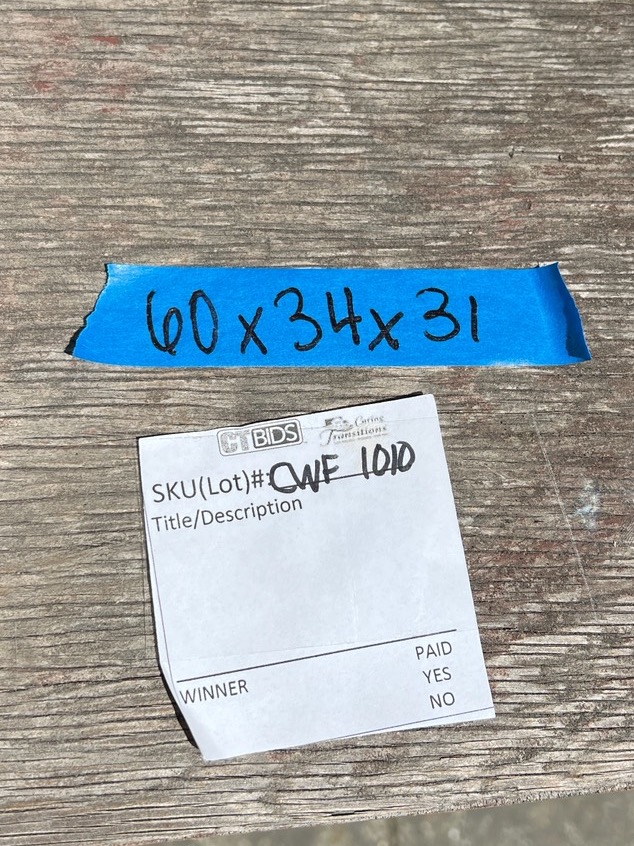 60 x 34 x 31
CTBIDS
Caring
Transitions
SKU(Lot)#: CWF 1010
Title/Description
PAID
WINNER YES
NO